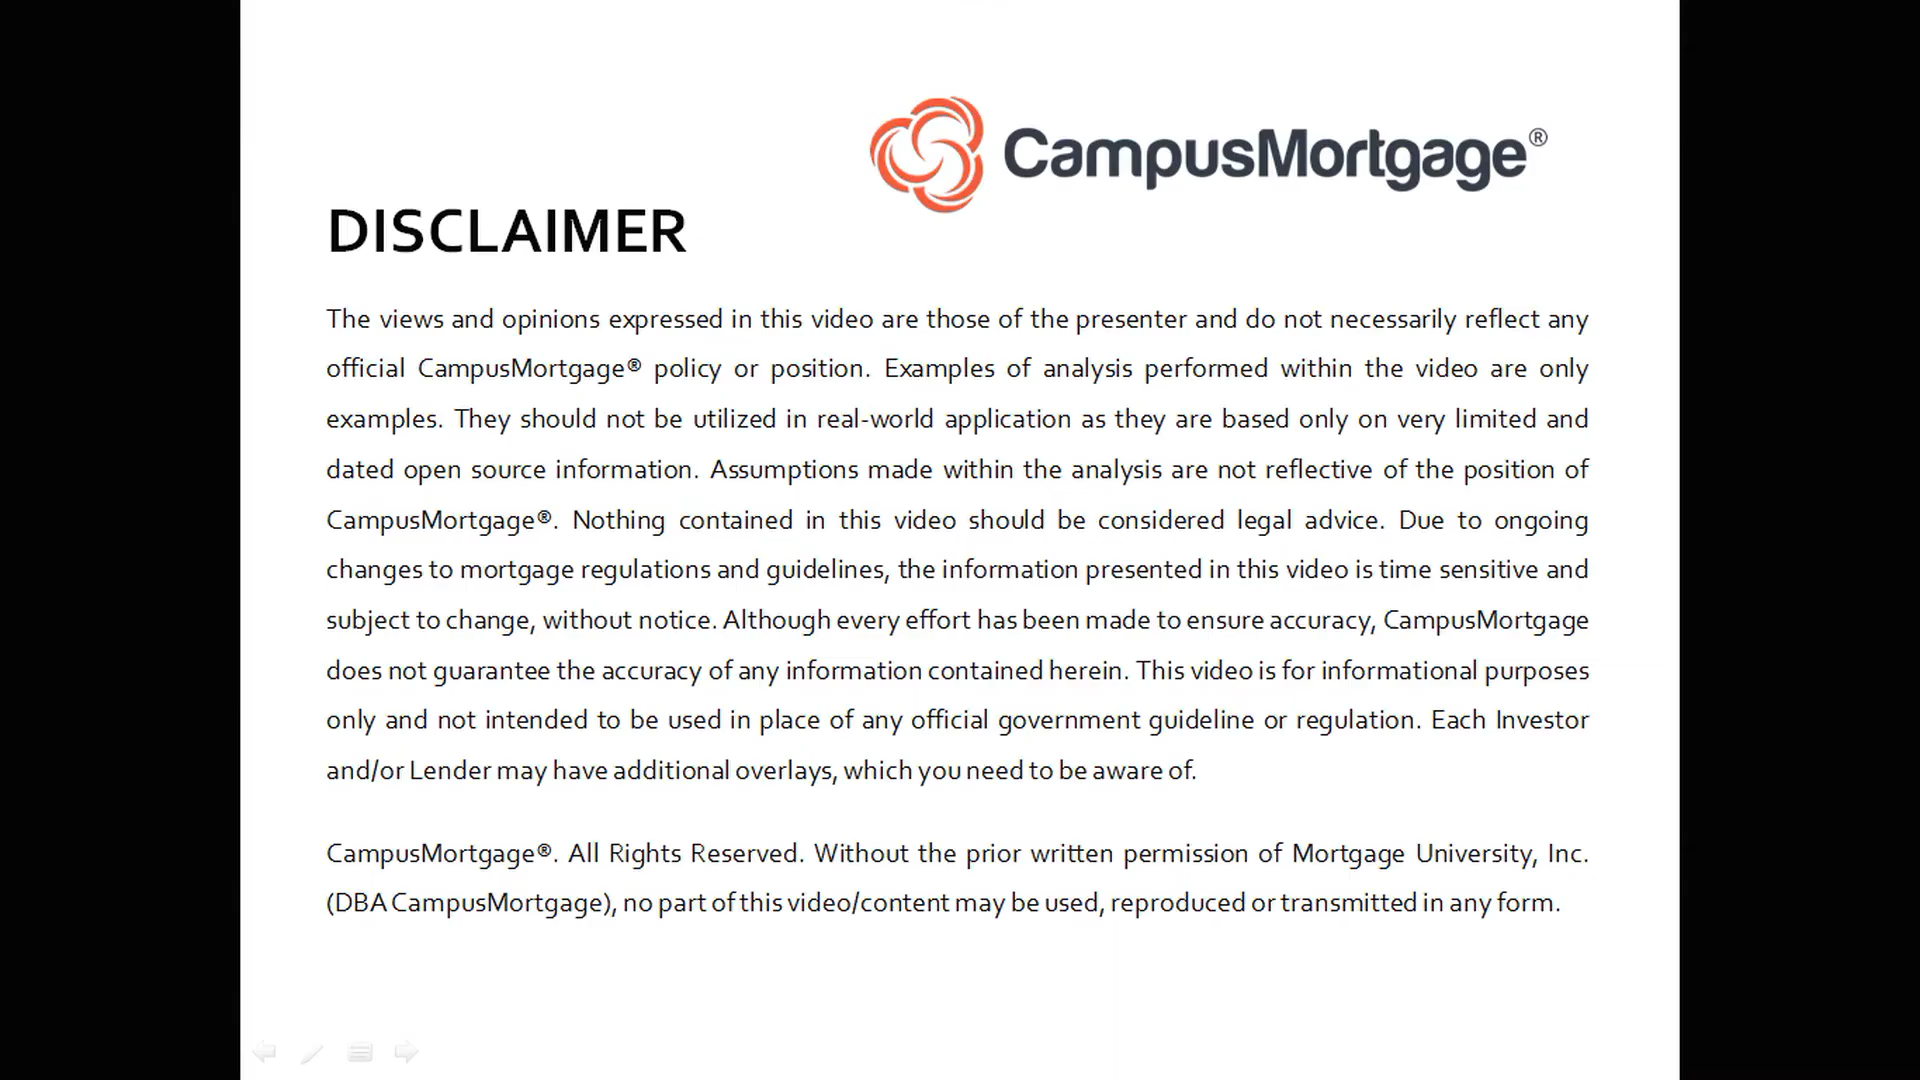 CampusMortgage®
DISCLAIMER
The views and opinions expressed in this video are those of the presenter and do not necessarily reflect any
official CampusMortgage® policy or position. Examples of analysis performed within the video are only
examples. They should not be utilized in real-world application as they are based only on very limited and
dated open source information. Assumptions made within the analysis are not reflective of the position of
CampusMortgage®. Nothing contained in this video should be considered legal advice. Due to ongoing
changes to mortgage regulations and guidelines, the information presented in this video is time sensitive and
subject to change, without notice. Although every effort has been made to ensure accuracy, CampusMortgage
does not guarantee the accuracy of any information contained herein. This video is for informational purposes
only and not intended to be used in place of any official government guideline or regulation. Each Investor
and/or Lender may have additional overlays, which you need to be aware of.
CampusMortgage®. All Rights Reserved. Without the prior written permission of Mortgage University, Inc.
(DBA CampusMortgage), no part of this video/content may be used, reproduced or transmitted in any form.